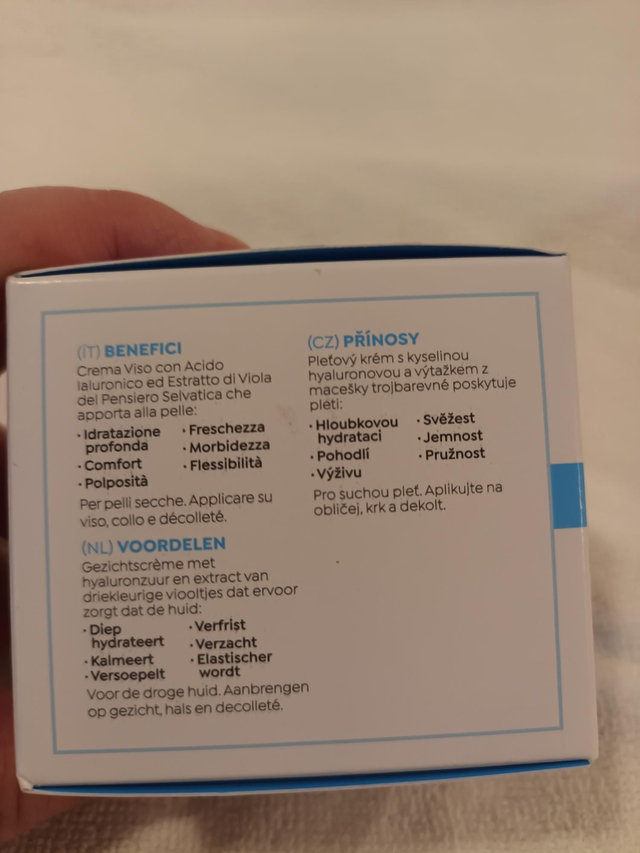 (IT) BENEFICI
Crema Viso con Acido
Ialuronico ed Estratto di Viola
del Pensiero Selvatica che
apporta alla pelle:
· Idratazione
profonda
· Comfort
· Polposità
· Freschezza
· Morbidezza
· Flessibilità
Per pelli secche. Applicare su
viso, collo e décolleté.
(NL) VOORDELEN
Gezichtscrème met
hyaluronzuur en extract van
driekleurige viooltjes dat ervoor
zorgt dat de huid:
· Diep
hydrateert
· Kalmeert
· Versoepelt
· Verfrist
· Verzacht
· Elastischer
wordt
Voor de droge huid. Aanbrengen
op gezicht, hals en decolleté.
(CZ) PŘÍNOSY
Pleťový krém s kyselinou
hyaluronovou a výtažkem z
macešky trojbarevné poskytuje
pleti:
· Hloubkovou
hydrataci
· Pohodlí
· Výživu
· Svěžest
· Jemnost
· Pružnost
Pro suchou pleť. Aplikujte na
obličej, krk a dekolt.